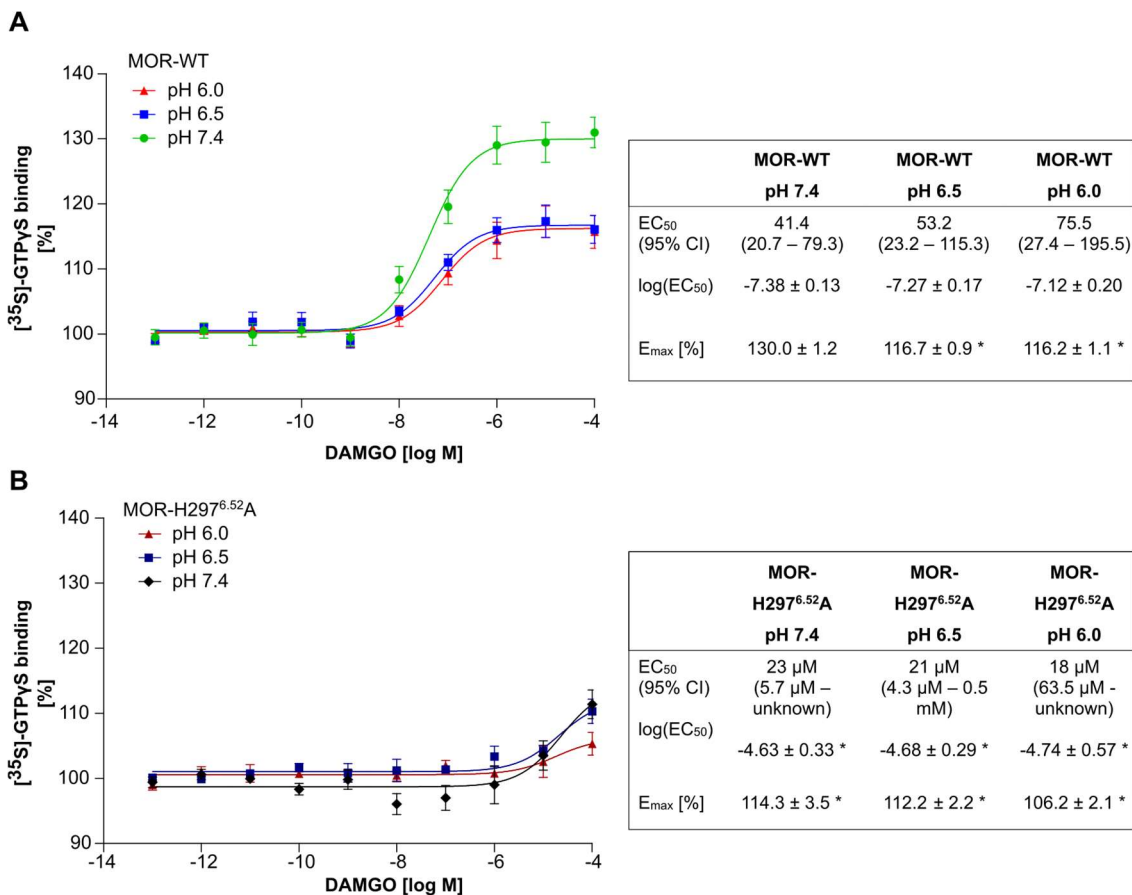 A
MOR-WT
pH 6.0
pH 6.5
pH 7.4
[35S]-GTPγS binding
[%]
140
130
120
110
100
90
-14
-12
-10
-8
-6
-4
DAMGO [log M]
MOR-WT MOR-WT MOR-WT
pH 7.4 pH 6.5 pH 6.0
EC50 41.4 53.2 75.5
(95% CI) (20.7 – 79.3) (23.2 – 115.3) (27.4 – 195.5)
log(EC50) -7.38 ± 0.13 -7.27 ± 0.17 -7.12 ± 0.20
Emax [%] 130.0 ± 1.2 116.7 ± 0.9 * 116.2 ± 1.1 *
B
MOR-H2976.52A
pH 6.0
pH 6.5
pH 7.4
[35S]-GTPγS binding
[%]
140
130
120
110
100
90
-14
-12
-10
-8
-6
-4
DAMGO [log M]
MOR- MOR- MOR-
H2976.52A H2976.52A H2976.52A
pH 7.4 pH 6.5 pH 6.0
EC50 23 µM 21 µM 18 µM
(95% CI) (5.7 µM – (4.3 µM – 0.5 (63.5 µM -
unknown) mM) unknown)
log(EC50)
-4.63 ± 0.33 * -4.68 ± 0.29 * -4.74 ± 0.57 *
Emax [%] 114.3 ± 3.5 * 112.2 ± 2.2 * 106.2 ± 2.1 *